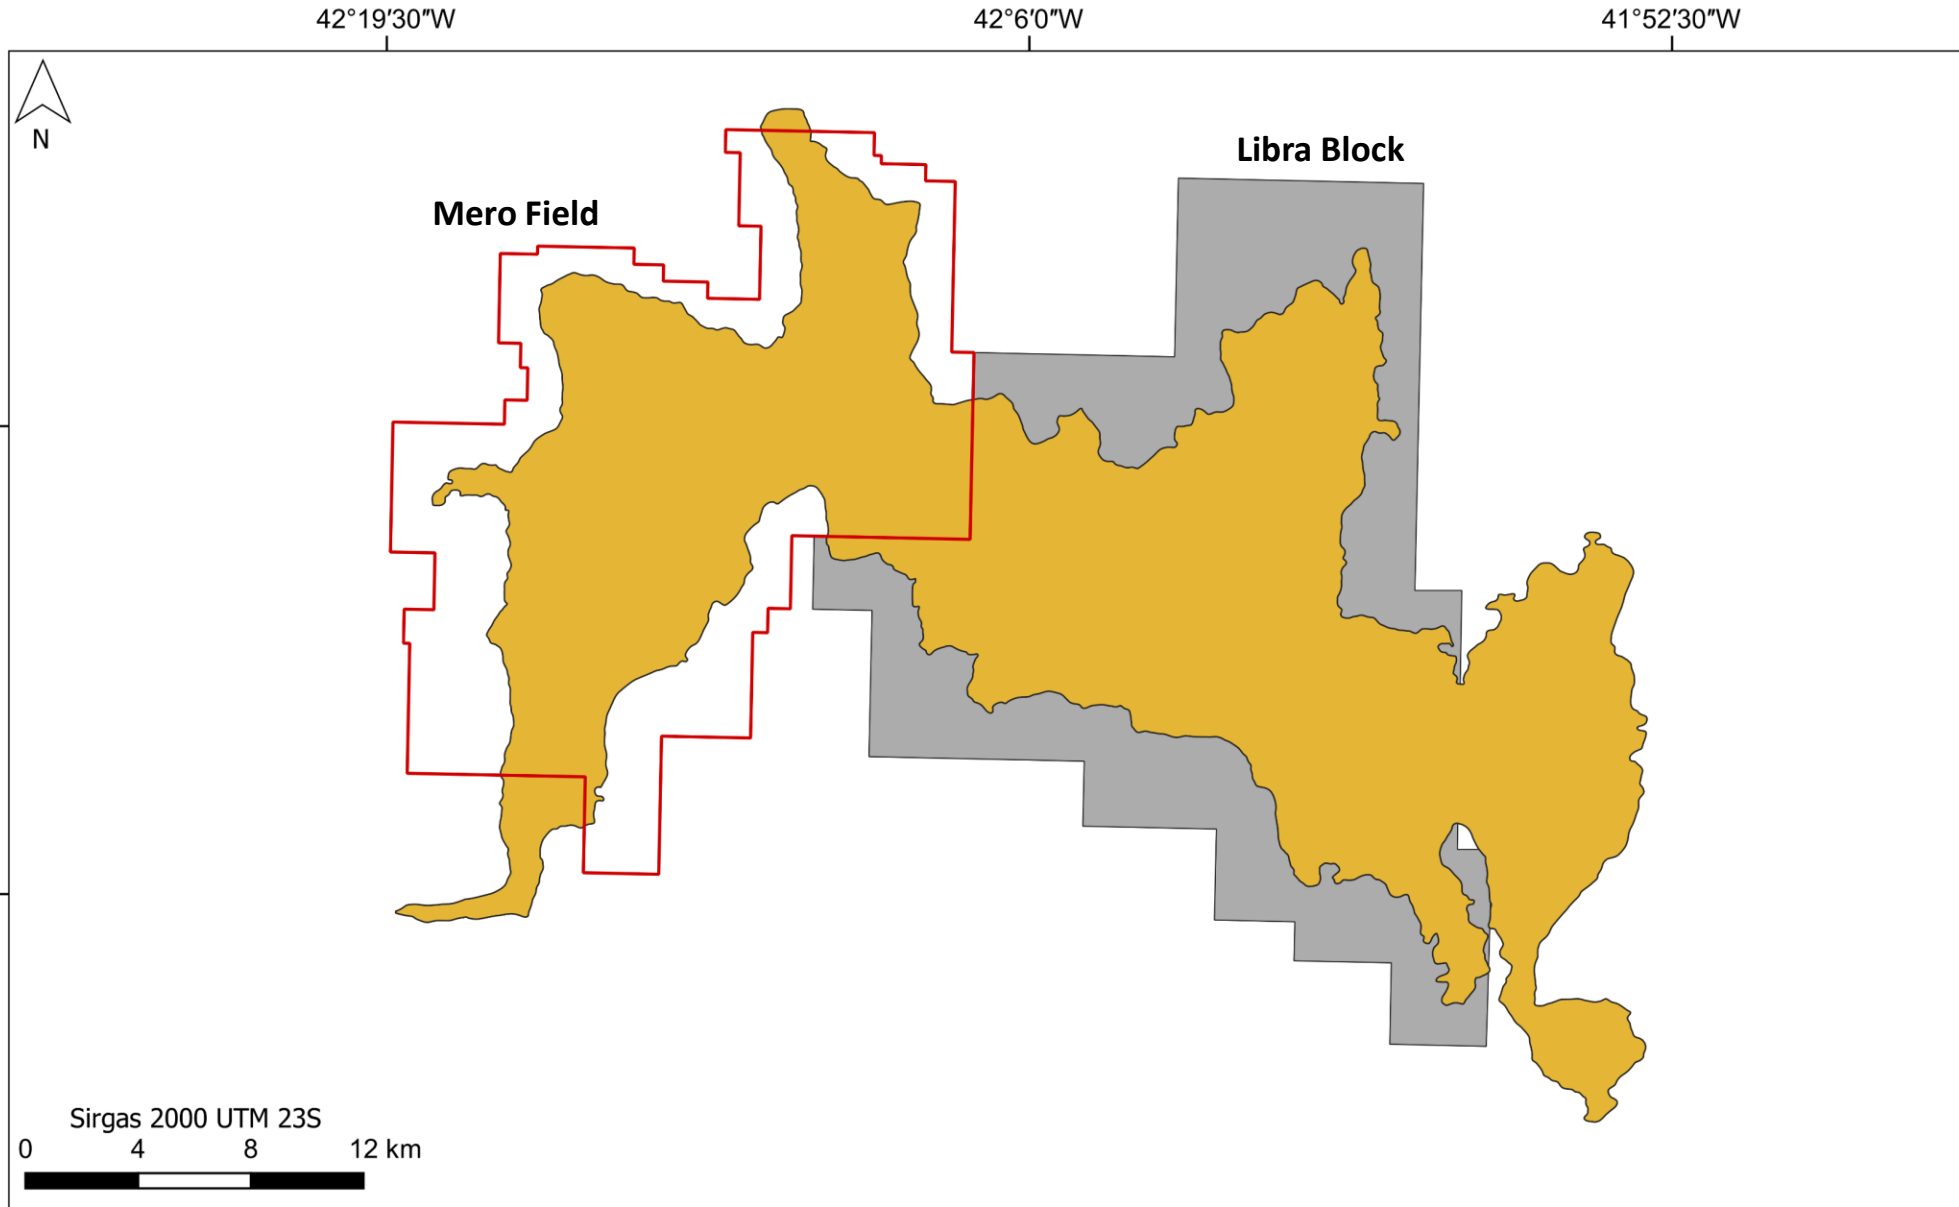 42°19′30″W 42°6′0″W 41°52′30″W
N
Libra Block
Mero Field
Sirgas 2000 UTM 23S
0 4 8 12 km